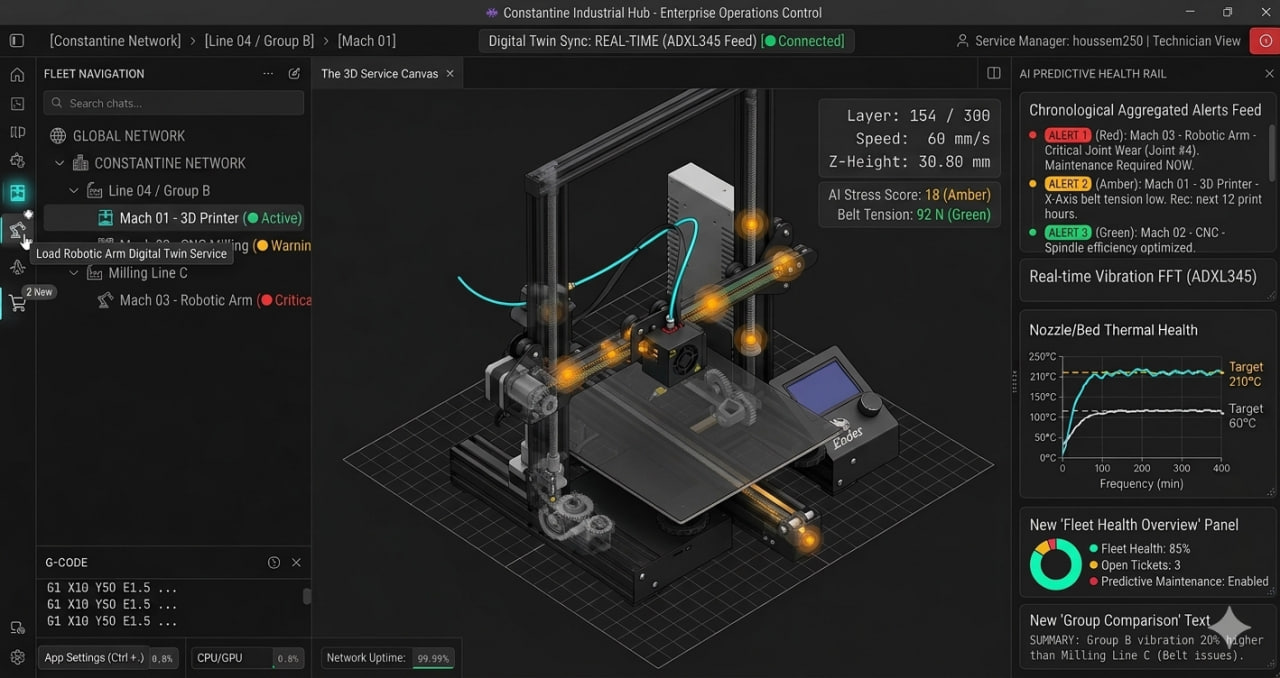 Constantine Industrial Hub - Enterprise Operations Control
[Constantine Network] > [Line 04 / Group B] > [Mach 01]
Digital Twin Sync: REAL-TIME (ADXL345 Feed) [Connected]
Service Manager: houssem250 | Technician View
FLEET NAVIGATION
Search chats...
GLOBAL NETWORK
CONSTANTINE NETWORK
Line 04 / Group B
Mach 01 - 3D Printer (Active)
Milling (Warnin
Load Robotic Arm Digital Twin Service
Milling Line C
2 New
Mach 03 - Robotic Arm (Critica
G-CODE
G1 X10 Y50 E1.5 ...
G1 X10 Y50 E1.5 ...
G1 X10 Y50 E1.5 ...
App Settings (Ctrl +.) 0,8%
CPU/GPU 0.8%
Network Uptime: 99.99%
The 3D Service Canvas
Layer: 154 / 300
Speed: 60 mm/s
Z-Height: 30.80 mm
AI Stress Score: 18 (Amber)
Belt Tension: 92 N (Green)
Ender
AI PREDICTIVE HEALTH RAIL
Chronological Aggregated Alerts Feed
ALERT 1 (Red): Mach 03 - Robotic Arm -
Critical Joint Wear (Joint #4).
Maintenance Required NOW.
ALERT 2 (Amber): Mach 01 - 3D Printer -
X-Axis belt tension low. Rec: next 12 print
hours.
ALERT 3 (Green): Mach 02 - CNC -
Spindle efficiency optimized.
Real-time Vibration FFT (ADXL345)
Nozzle/Bed Thermal Health
250°C
210°C
150°C
100°C
50°C
0°C
0 100 200 300 400
Frequency (min)
Target
210°C
Target
60°C
New 'Fleet Health Overview' Panel
Fleet Health: 85%
Open Tickets: 3
Predictive Maintenance: Enabled
New 'Group Comparison' Text
SUMMARY: Group B vibration 20% higher
than Milling Line C (Belt issues).